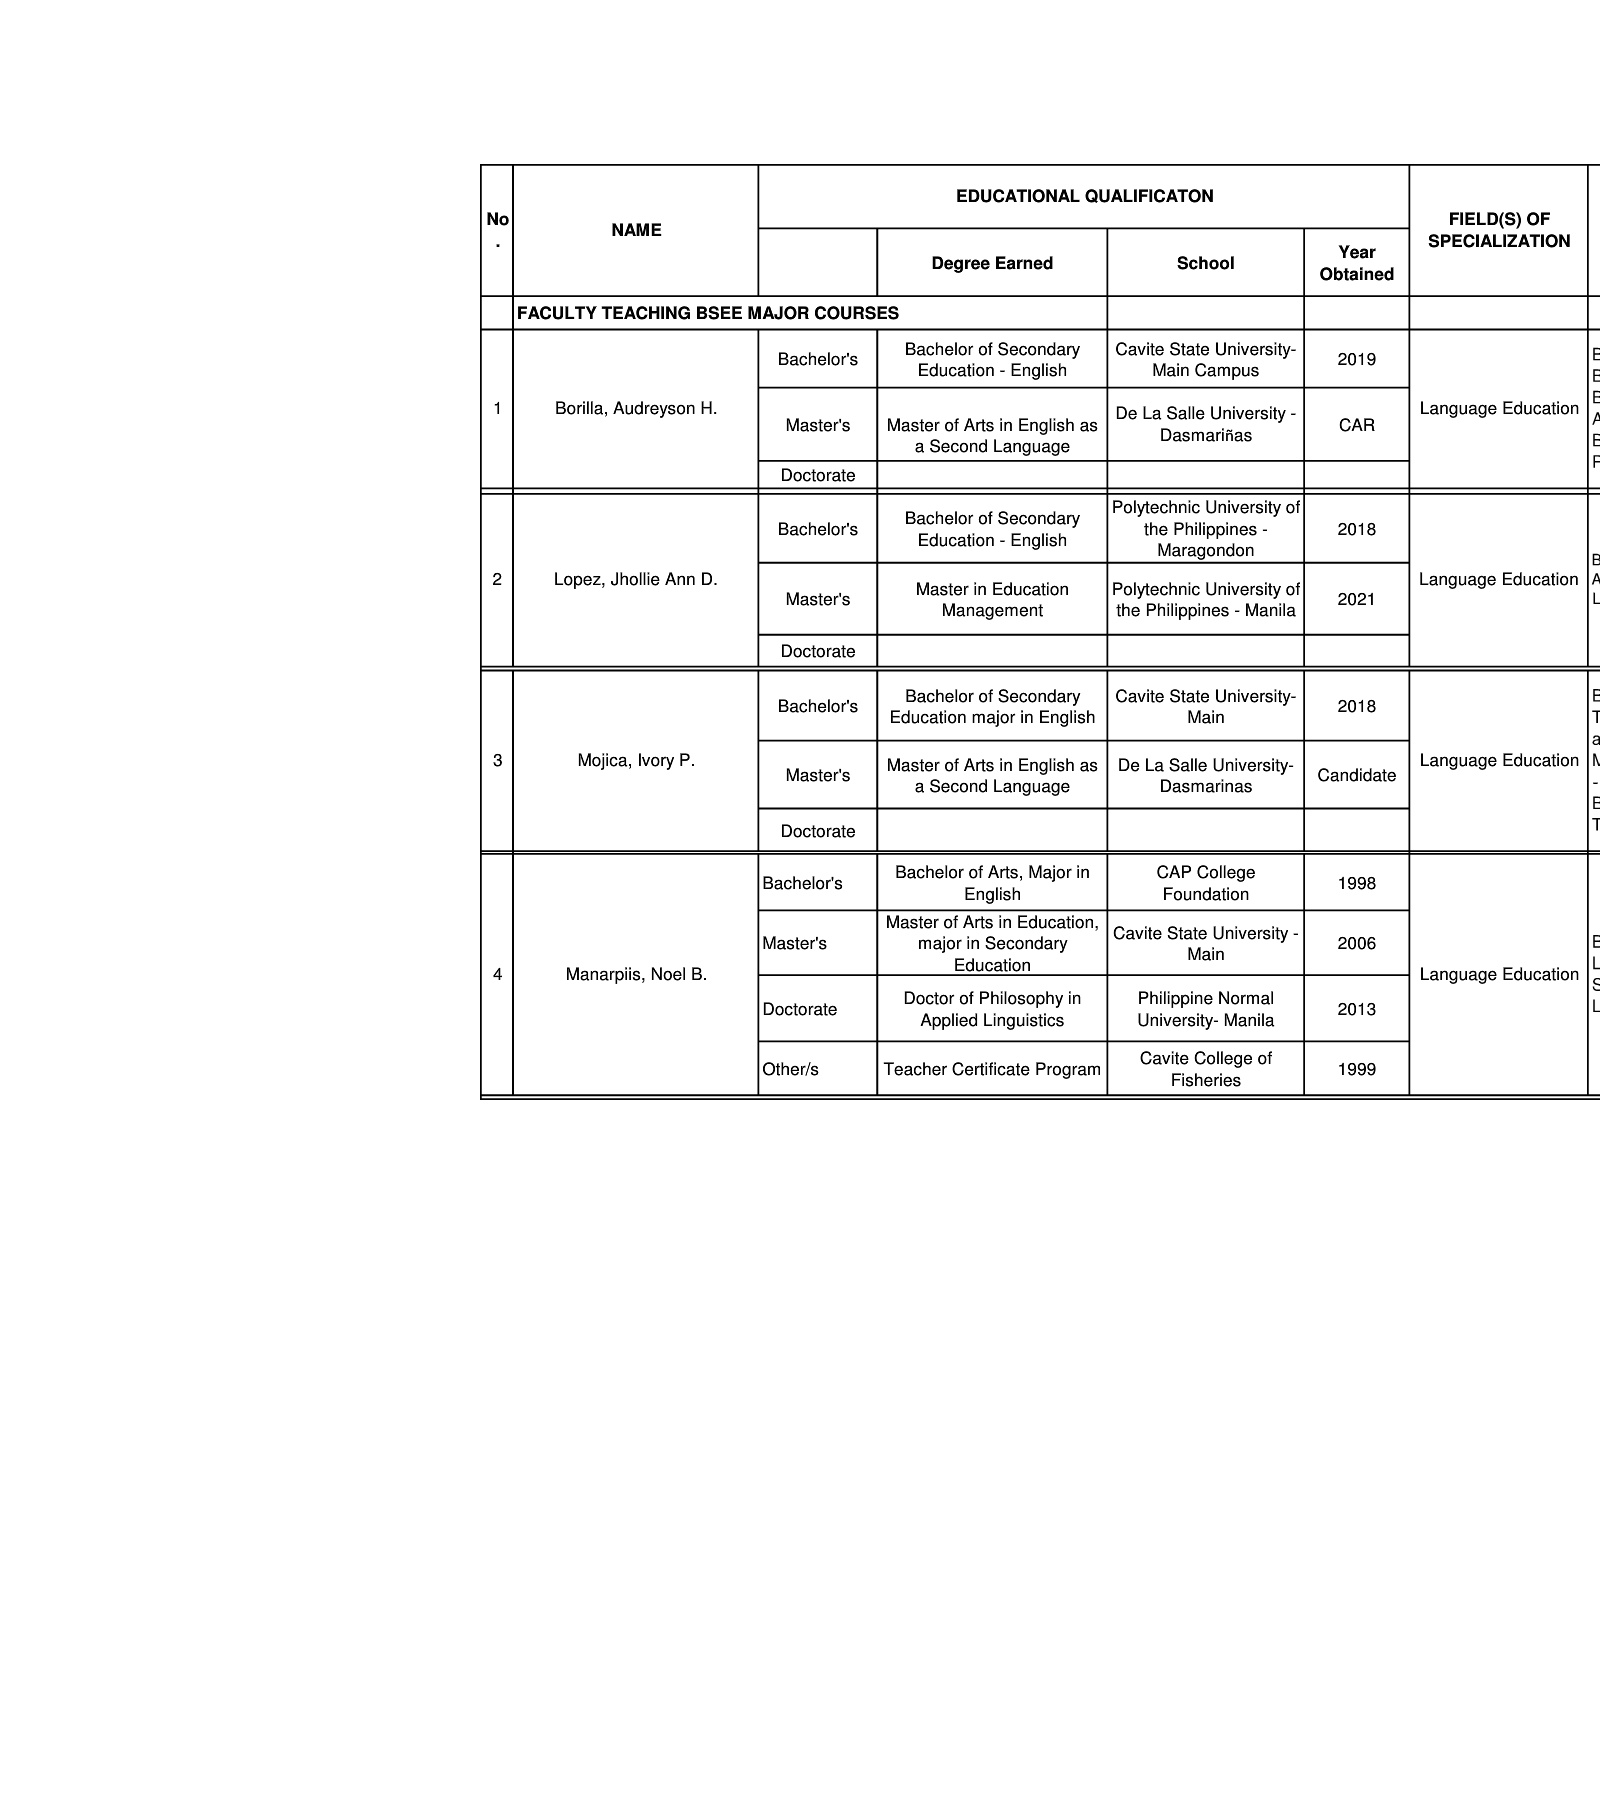 EDUCATIONAL QUALIFICATON
No
.
NAME
FIELD(S) OF
SPECIALIZATION
Degree Earned
School
Year
Obtained
FACULTY TEACHING BSEE MAJOR COURSES
1
Borilla, Audreyson H.
Bachelor's
Bachelor of Secondary
Education - English
Cavite State University-
Main Campus
2019
Master's
Master of Arts in English as
a Second Language
De La Salle University -
Dasmariñas
CAR
Doctorate
Language Education
2
Lopez, Jhollie Ann D.
Bachelor's
Bachelor of Secondary
Education - English
Polytechnic University of
the Philippines -
Maragondon
2018
Master's
Master in Education
Management
Polytechnic University of
the Philippines - Manila
2021
Doctorate
Language Education
3
Mojica, Ivory P.
Bachelor's
Bachelor of Secondary
Education major in English
Cavite State University-
Main
2018
Master's
Master of Arts in English as
a Second Language
De La Salle University-
Dasmarinas
Candidate
Doctorate
Language Education
4
Manarpiis, Noel B.
Bachelor's
Bachelor of Arts, Major in
English
CAP College
Foundation
1998
Master's
Master of Arts in Education,
major in Secondary
Education
Cavite State University -
Main
2006
Doctorate
Doctor of Philosophy in
Applied Linguistics
Philippine Normal
University- Manila
2013
Other/s
Teacher Certificate Program
Cavite College of
Fisheries
1999
Language Education